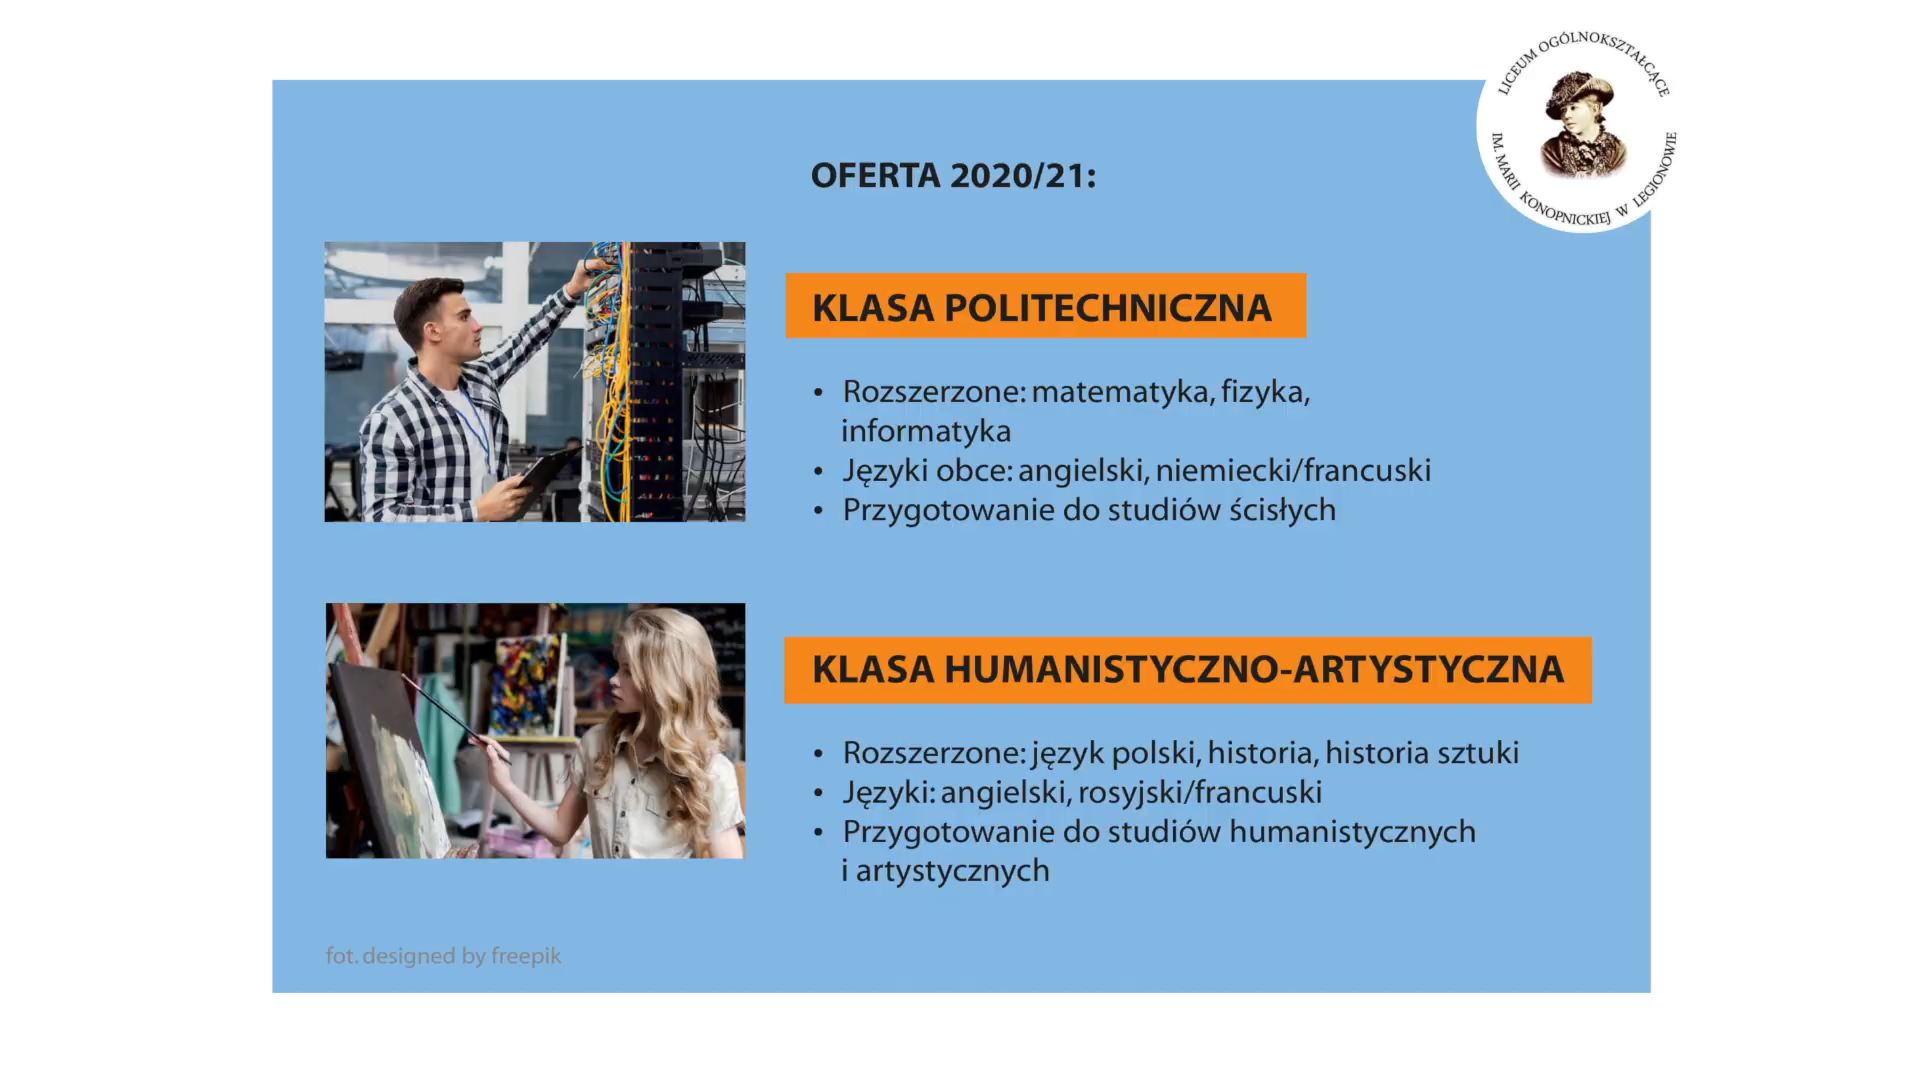 LICEUM OGÓLNOKSZTAŁCĄCE
IM. MARII KONOPNICKIEJ W LEGIONOWIE
OFERTA 2020/21:
KLASA POLITECHNICZNA
• Rozszerzone: matematyka, fizyka,
informatyka
• Języki obce: angielski, niemiecki/francuski
• Przygotowanie do studiów ścisłych
KLASA HUMANISTYCZNO-ARTYSTYCZNA
• Rozszerzone: język polski, historia, historia sztuki
• Języki: angielski, rosyjski/francuski
• Przygotowanie do studiów humanistycznych
i artystycznych
fot. designed by freepik